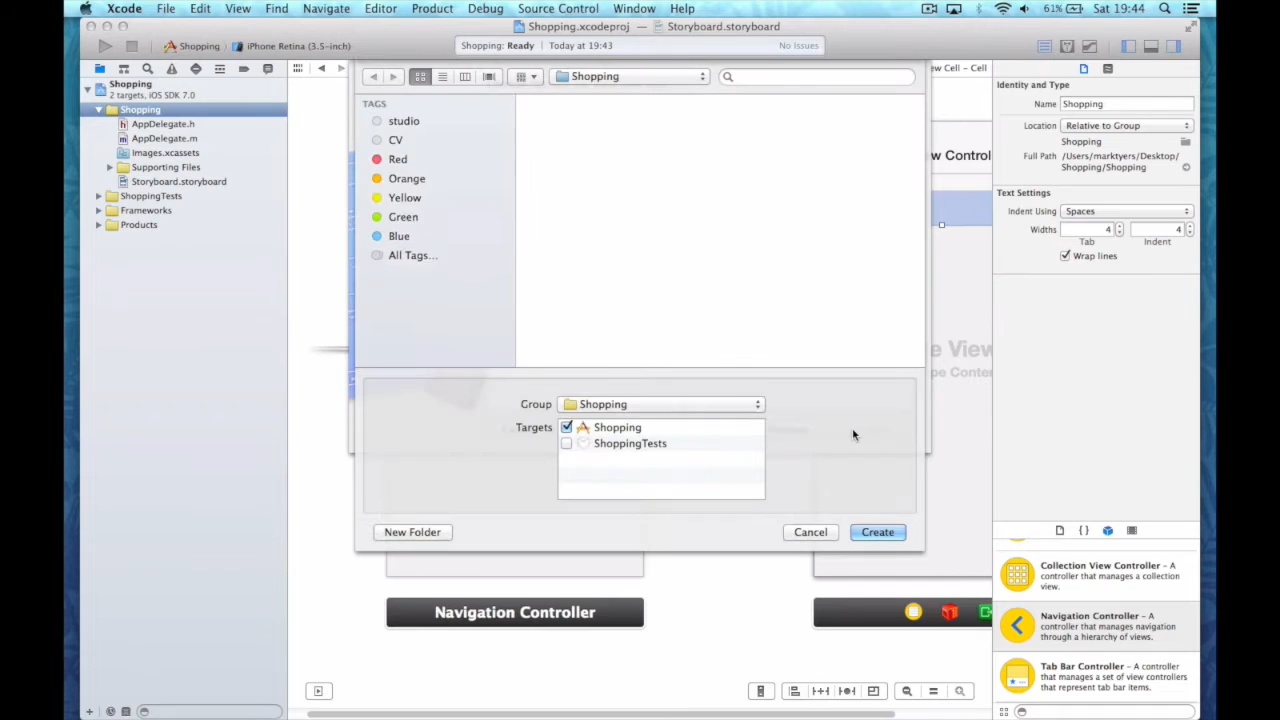 Xcode File Edit View Find Navigate Editor Product Debug Source Control Window Help 61% Sat 19:44
Shopping.xcodeproj — Storyboard.storyboard
Shopping iPhone Retina (3.5-inch)
Shopping: Ready Today at 19:43 No Issues
Shopping
2 targets, iOS SDK 7.0
Shopping
AppDelegate.h
AppDelegate.m
Images.xcassets
Supporting Files
Storyboard.storyboard
ShoppingTests
Frameworks
Products
Shopping
TAGS
studio
CV
Red
Orange
Yellow
Green
Blue
All Tags...
Group Shopping
Targets Shopping
ShoppingTests
New Folder Cancel Create
ew Cell – Cell
w Control
e View
pe Conten
Navigation Controller
Identity and Type
Name Shopping
Location Relative to Group
Shopping
Full Path /Users/marktyers/Desktop/
Shopping/Shopping
Text Settings
Indent Using Spaces
Widths 4 4
Tab Indent
Wrap lines
Collection View Controller – A
controller that manages a collection
view.
Navigation Controller – A
controller that manages navigation
through a hierarchy of views.
Tab Bar Controller – A controller
that manages a set of view controllers
that represent tab bar items.